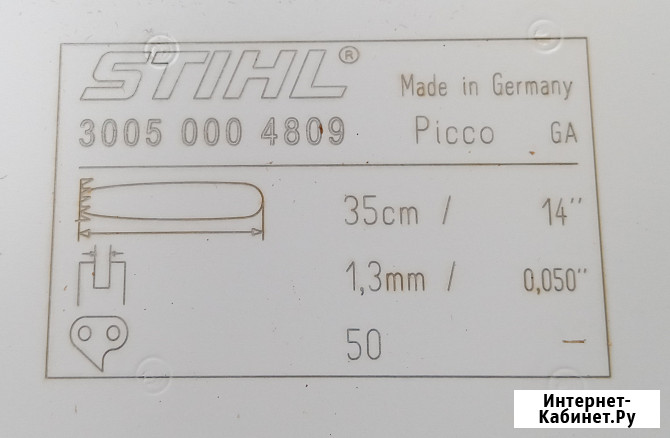 STIHL® Made in Germany
3005 000 4809 Picco GA
35cm / 14"
1,3mm / 0,050"
50 –
Интернет-
Кабинет.Ру